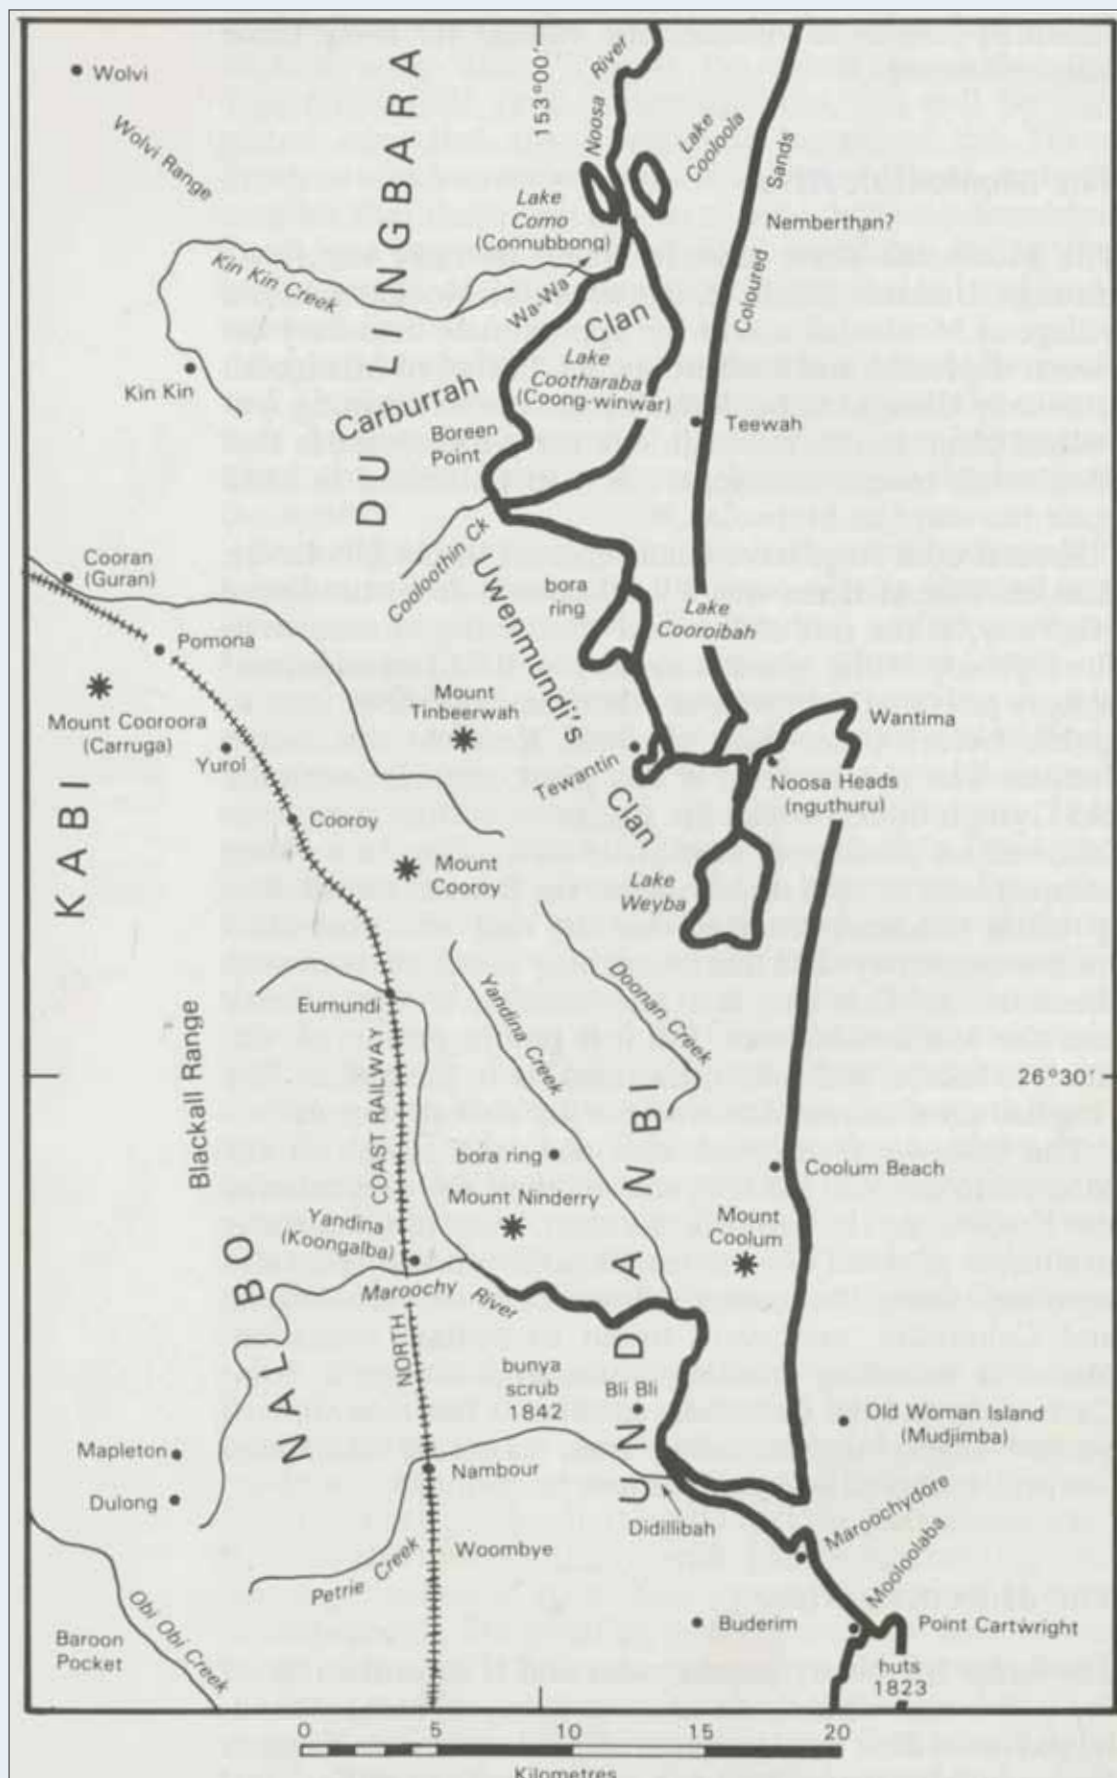 Wolvi
Wolvi Range
DULINGBARA
153°00'
Noosa River
Lake
Cooloola
Coloured Sands
Nemberthan?
Lake
Como
(Connubbong)
Kin Kin Creek
Wa-Wa
Carburrah Clan
Lake
Cootharaba
(Coong-winwar)
Kin Kin
Boreen
Point
Teewah
Cooloothin Ck
Cooran
(Guran)
Uwenmundi's Clan
bora
ring
Lake
Cooroibah
Pomona
Mount Cooroora
(Carruga)
Mount
Tinbeerwah
Wantima
Yurol
Tewantin
Noosa Heads
(nguthuru)
KABI
Cooroy
Mount
Cooroy
Lake
Weyba
Eumundi
Yandina Creek
Doonan Creek
Blackall Range
NORTH COAST RAILWAY
26°30'
bora ring
Coolum Beach
Mount Ninderry
UNDANBI
Mount
Coolum
Yandina
(Koongalba)
NALBO
Maroochy River
bunya
scrub
1842
Bli Bli
Old Woman Island
(Mudjimba)
Mapleton
Nambour
Dulong
Didillibah
Maroochydore
Woombye
Mooloolaba
Petrie Creek
Obi Obi Creek
Baroon
Pocket
Buderim
Point Cartwright
huts
1823
0 5 10 15 20
Kilometres